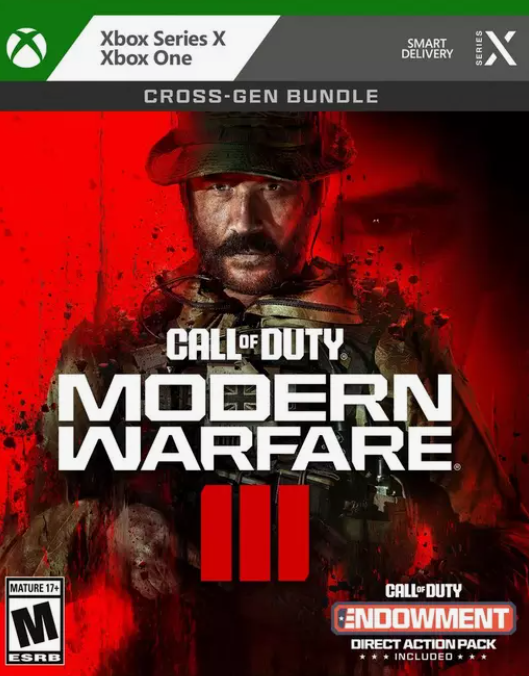 Xbox Series X
Xbox One
SMART
DELIVERY
SERIES
X
CROSS-GEN BUNDLE
CALL OF DUTY®
MODERN
WARFARE®
III
MATURE 17+
M
ESRB
CALL OF DUTY
ENDOWMENT
DIRECT ACTION PACK
★ ★ ★ INCLUDED ★ ★ ★